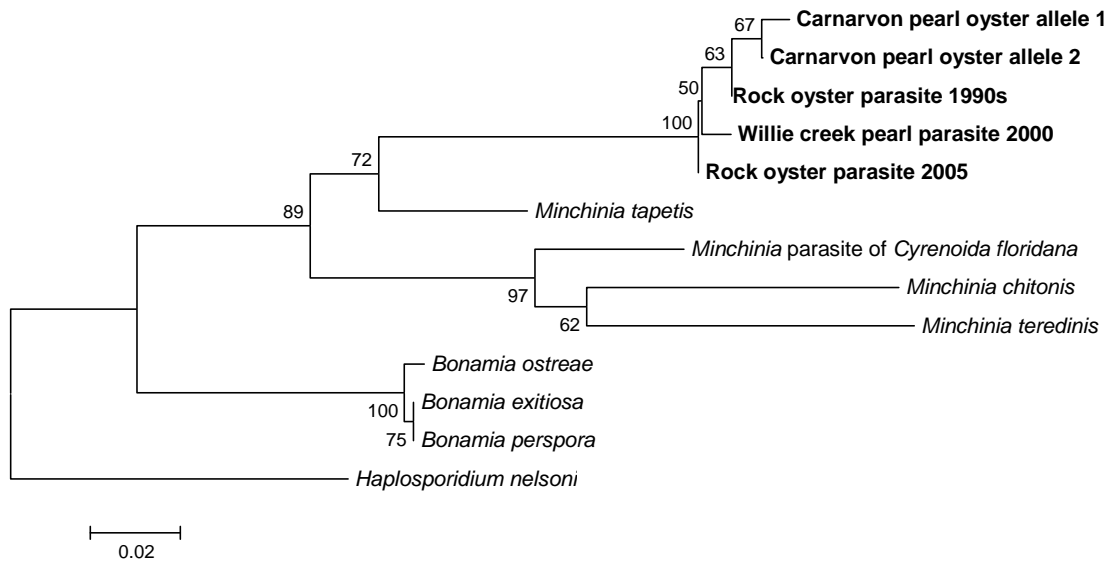 Carnarvon pearl oyster allele 1
67
Carnarvon pearl oyster allele 2
63
Rock oyster parasite 1990s
50
Willie creek pearl parasite 2000
100
Rock oyster parasite 2005
72
Minchinia tapetis
89
Minchinia parasite of Cyrenoida floridana
97
Minchinia chitonis
62
Minchinia teredinis
Bonamia ostreae
Bonamia exitiosa
100
Bonamia perspora
75
Haplosporidium nelsoni
0.02